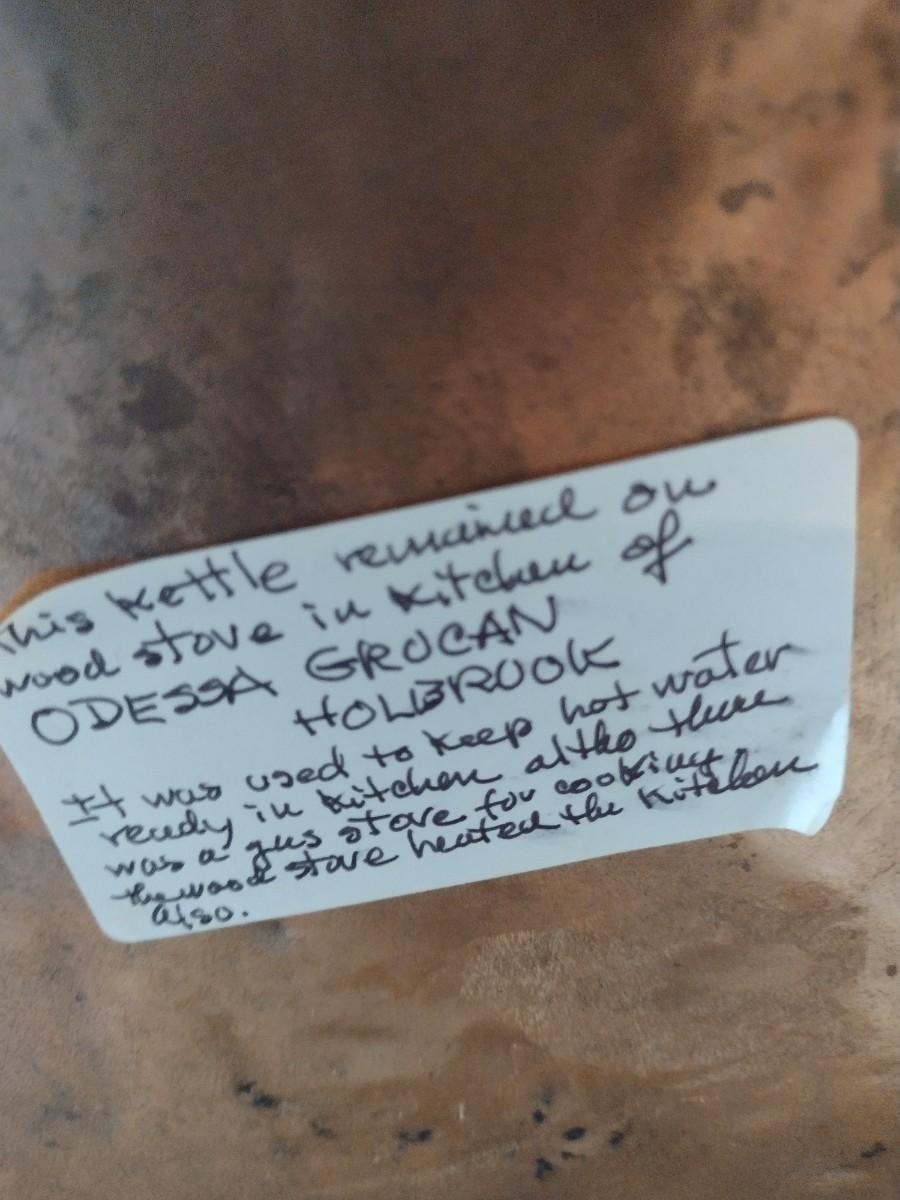 This kettle remained on
wood stove in kitchen of
ODESSA GROGAN
HOLBROOK
It was used to keep hot water
ready in kitchen altho there
was a gas stove for cooking.
the wood stove heated the kitchen
also.